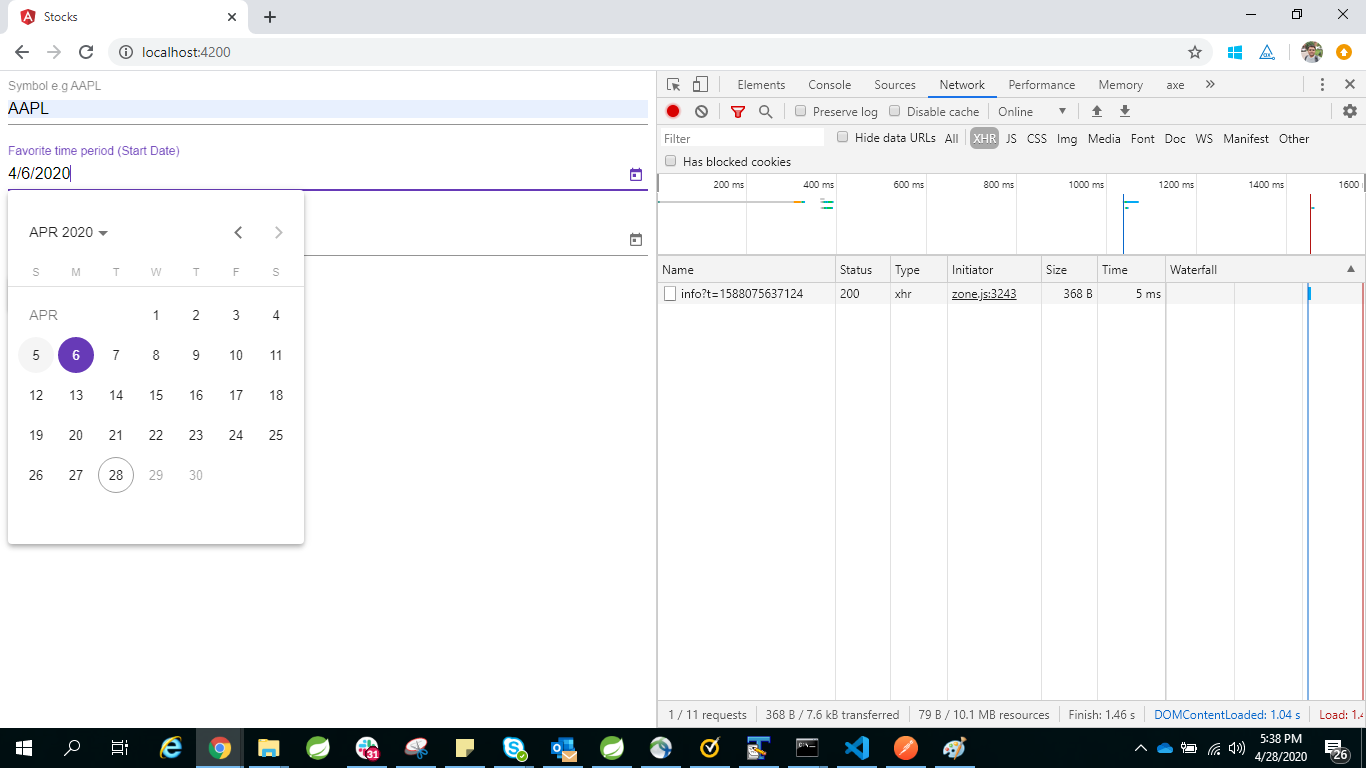 Stocks
localhost:4200
Symbol e.g AAPL
AAPL
Favorite time period (Start Date)
4/6/2020
APR 2020
S M T W T F S
APR 1 2 3 4
5 6 7 8 9 10 11
12 13 14 15 16 17 18
19 20 21 22 23 24 25
26 27 28 29 30
Elements Console Sources Network Performance Memory axe »
Preserve log Disable cache Online
Filter Hide data URLs All XHR JS CSS Img Media Font Doc WS Manifest Other
Has blocked cookies
200 ms 400 ms 600 ms 800 ms 1000 ms 1200 ms 1400 ms 1600
Name Status Type Initiator Size Time Waterfall
info?t=1588075637124 200 xhr zone.js:3243 368 B 5 ms
1 / 11 requests 368 B / 7.6 kB transferred 79 B / 10.1 MB resources Finish: 1.46 s DOMContentLoaded: 1.04 s Load: 1.4
31
5:38 PM
4/28/2020
26